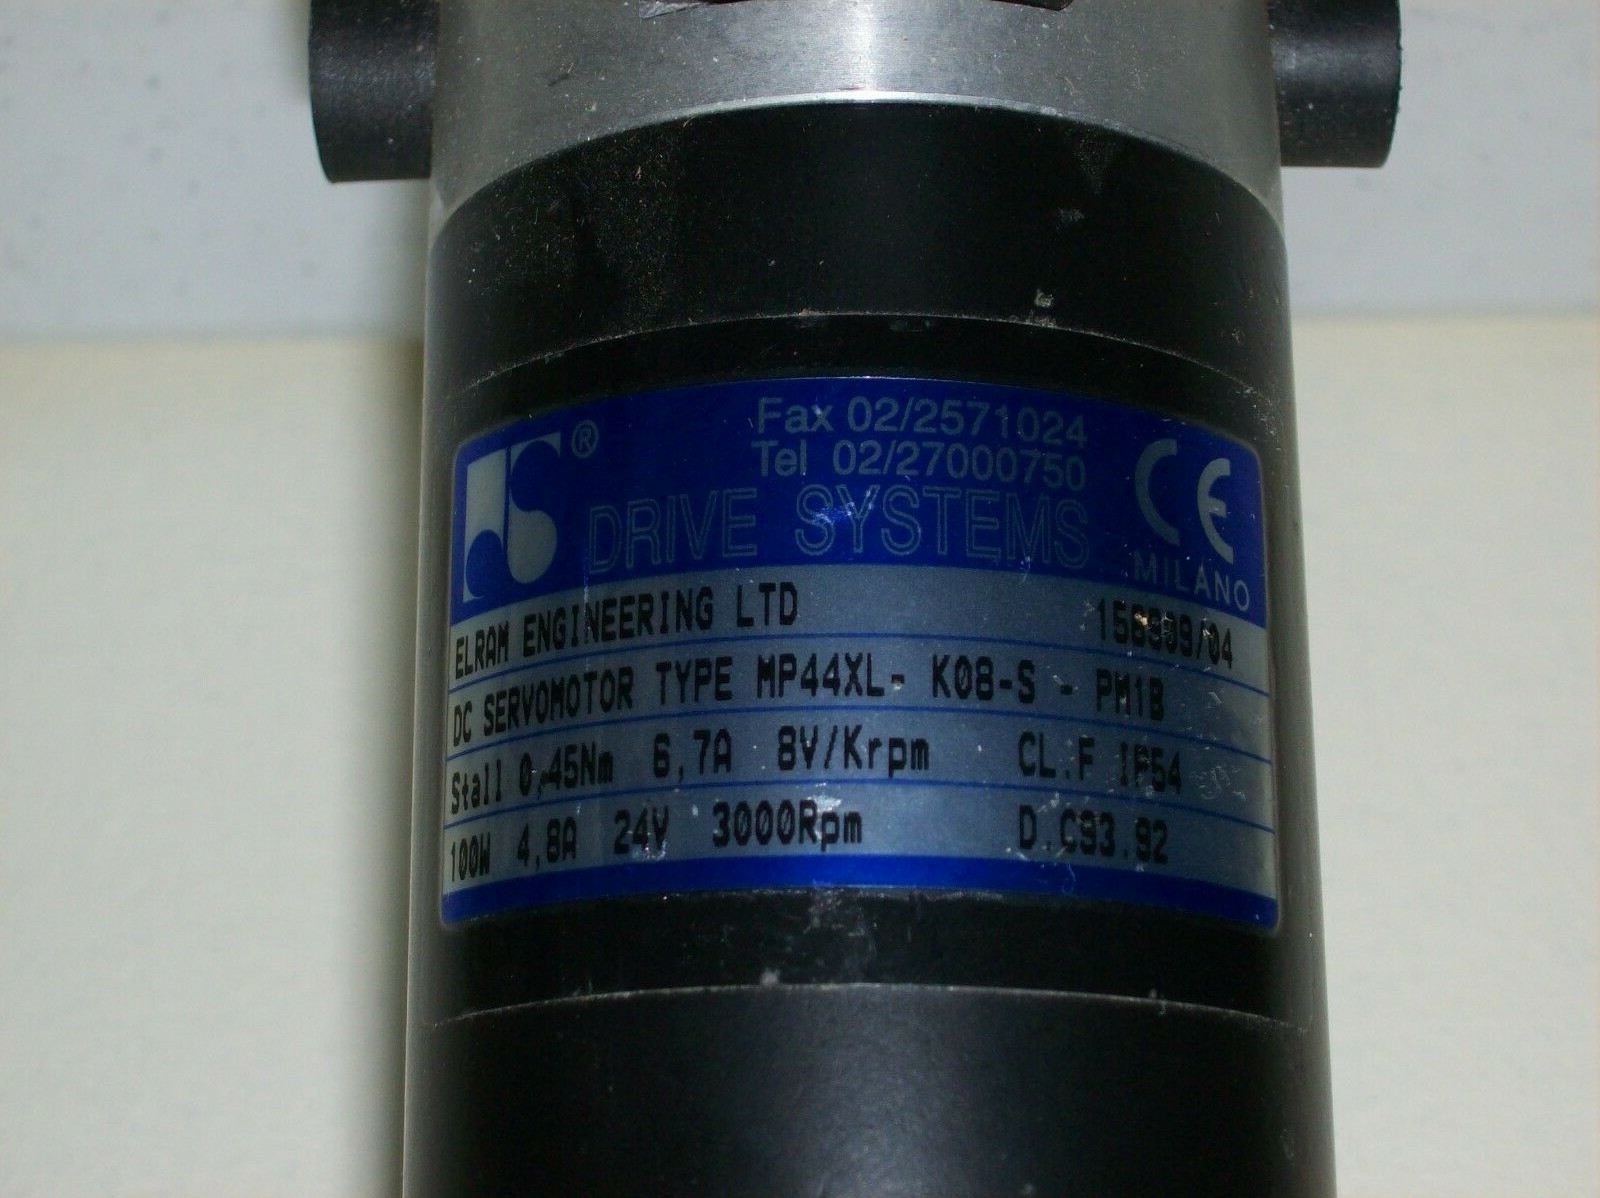 ®
Fax 02/2571024
Tel 02/27000750
DRIVE SYSTEMS
CE
MILANO
ELRAM ENGINEERING LTD
DC SERVOMOTOR TYPE MP44XL- K08-S - PM1B
Stall 0,45Nm 6,7A 8V/Krpm CL.F IP54
100W 4,8A 24V 3000Rpm D.C93.92